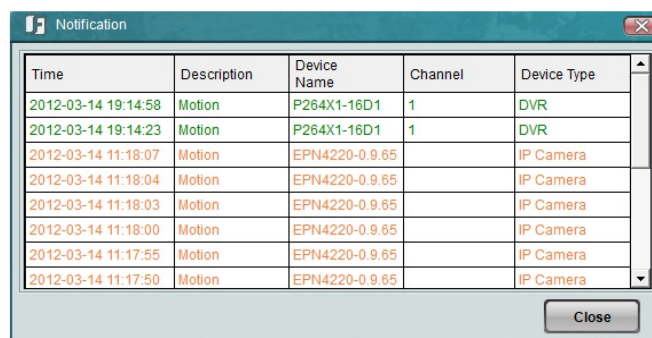 Notification
Time Description Device Name Channel Device Type
2012-03-14 19:14:58 Motion P264X1-16D1 1 DVR
2012-03-14 19:14:23 Motion P264X1-16D1 1 DVR
2012-03-14 11:18:07 Motion EPN4220-0.9.65 IP Camera
2012-03-14 11:18:04 Motion EPN4220-0.9.65 IP Camera
2012-03-14 11:18:03 Motion EPN4220-0.9.65 IP Camera
2012-03-14 11:18:00 Motion EPN4220-0.9.65 IP Camera
2012-03-14 11:17:55 Motion EPN4220-0.9.65 IP Camera
2012-03-14 11:17:50 Motion EPN4220-0.9.65 IP Camera
Close